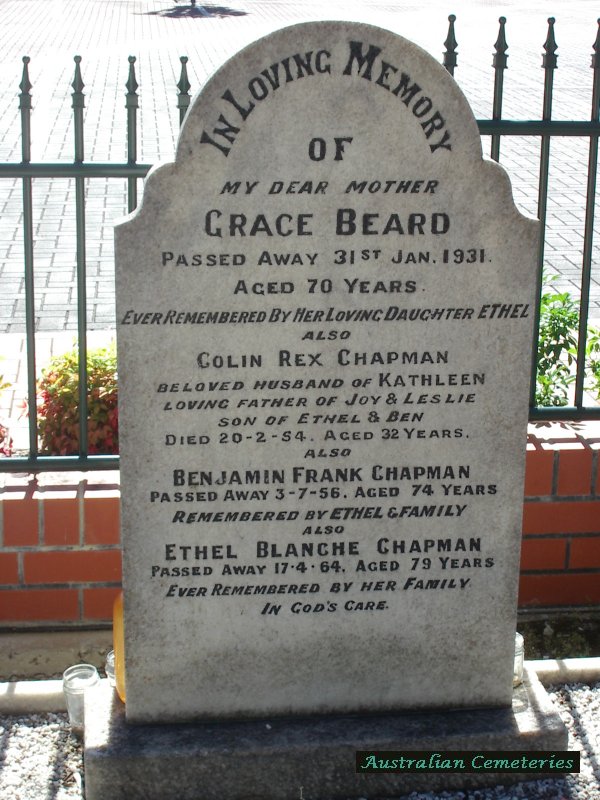 In Loving Memory
OF
MY DEAR MOTHER
GRACE BEARD
PASSED AWAY 31ST JAN. 1931.
AGED 70 YEARS.
EVER REMEMBERED BY HER LOVING DAUGHTER ETHEL
ALSO
COLIN REX CHAPMAN
BELOVED HUSBAND OF KATHLEEN
LOVING FATHER OF JOY & LESLIE
SON OF ETHEL & BEN
DIED 20-2-54. AGED 32 YEARS.
ALSO
BENJAMIN FRANK CHAPMAN
PASSED AWAY 3-7-56. AGED 74 YEARS
REMEMBERED BY ETHEL & FAMILY
ALSO
ETHEL BLANCHE CHAPMAN
PASSED AWAY 17·4·64. AGED 79 YEARS
EVER REMEMBERED BY HER FAMILY
IN GOD'S CARE.
Australian Cemeteries